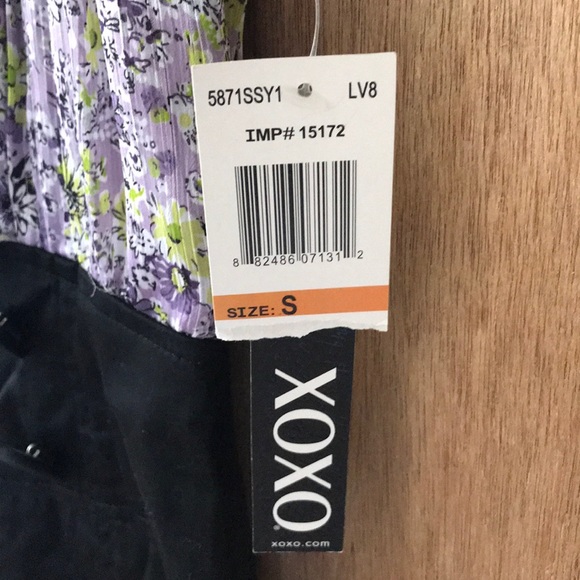 5871SSY1 LV8
IMP# 15172
8 82486 07131 2
SIZE: S
XOXO®
xoxo.com